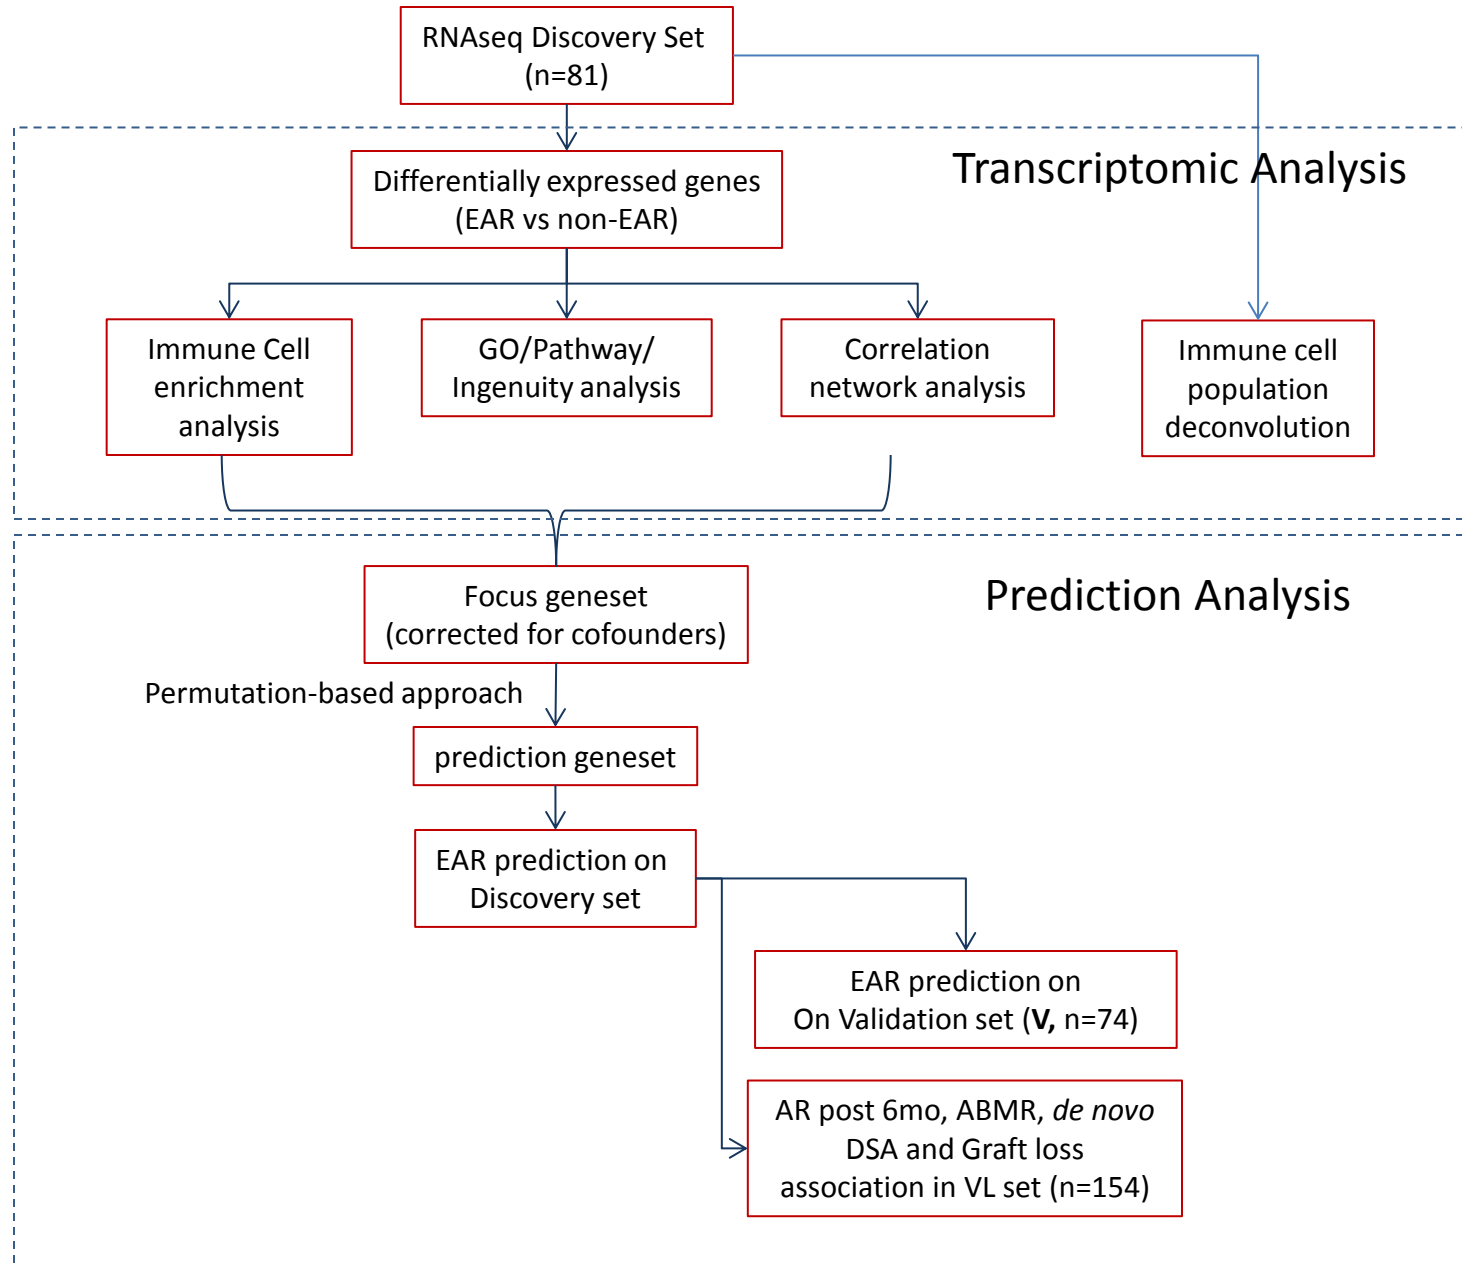 RNAseq Discovery Set
(n=81)
Transcriptomic Analysis
Differentially expressed genes
(EAR vs non-EAR)
Immune Cell
enrichment
analysis
GO/Pathway/
Ingenuity analysis
Correlation
network analysis
Immune cell
population
deconvolution
Prediction Analysis
Focus geneset
(corrected for cofounders)
Permutation-based approach
prediction geneset
EAR prediction on
Discovery set
EAR prediction on
On Validation set (V, n=74)
AR post 6mo, ABMR, de novo
DSA and Graft loss
association in VL set (n=154)